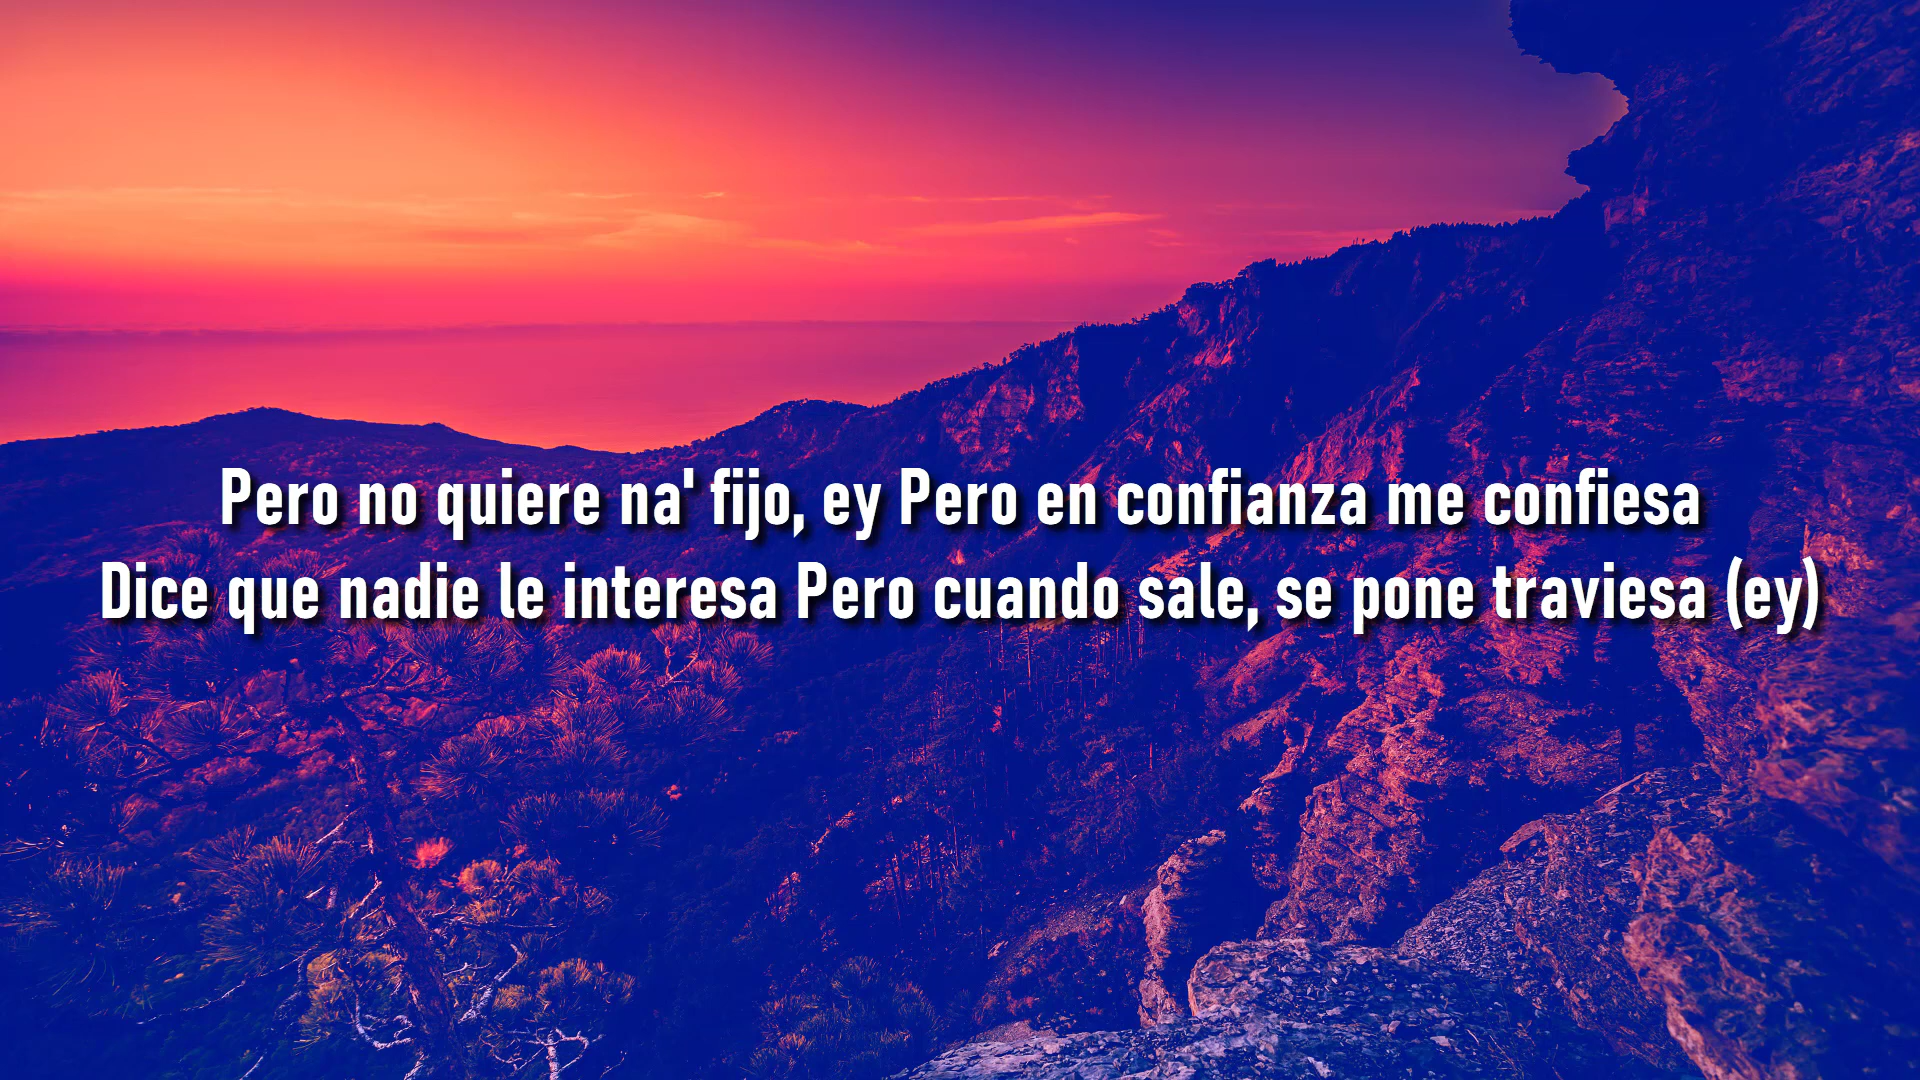 Pero no quiere na' fijo, ey Pero en confianza me confiesa
Dice que nadie le interesa Pero cuando sale, se pone traviesa (ey)